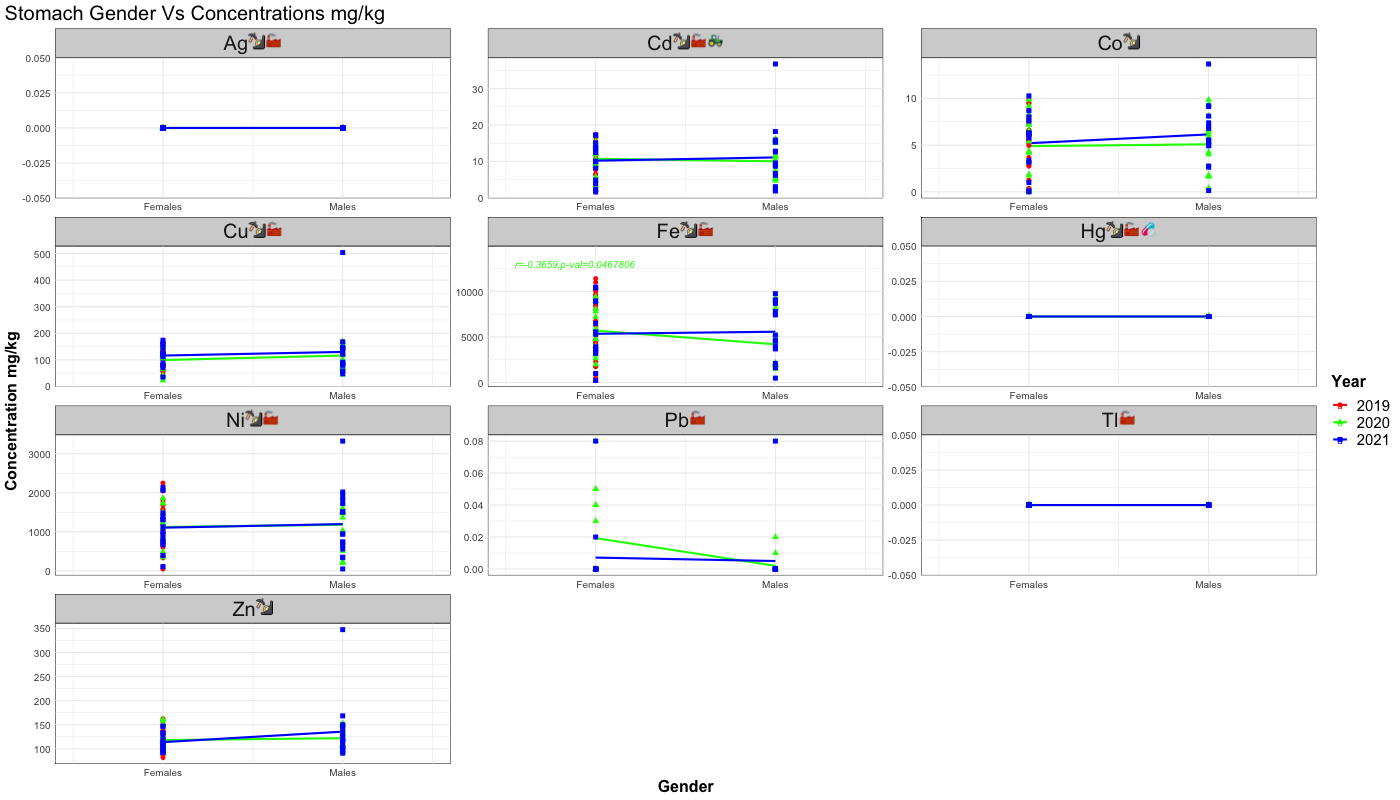 Stomach Gender Vs Concentrations mg/kg
Ag
Cd
Co
0.050
0.025
0.000
-0.025
-0.050
30
20
10
0
10
5
0
Females
Males
Females
Males
Females
Males
Cu
Fe
Hg
500
400
300
200
100
0
r=-0.3659,p-val=0.0467806
10000
5000
0
0.050
0.025
0.000
-0.025
-0.050
Females
Males
Females
Males
Females
Males
Concentration mg/kg
Ni
Pb
Tl
3000
2000
1000
0
0.08
0.06
0.04
0.02
0.00
0.050
0.025
0.000
-0.025
-0.050
Females
Males
Females
Males
Females
Males
Zn
350
300
250
200
150
100
Females
Males
Gender
Year
2019
2020
2021